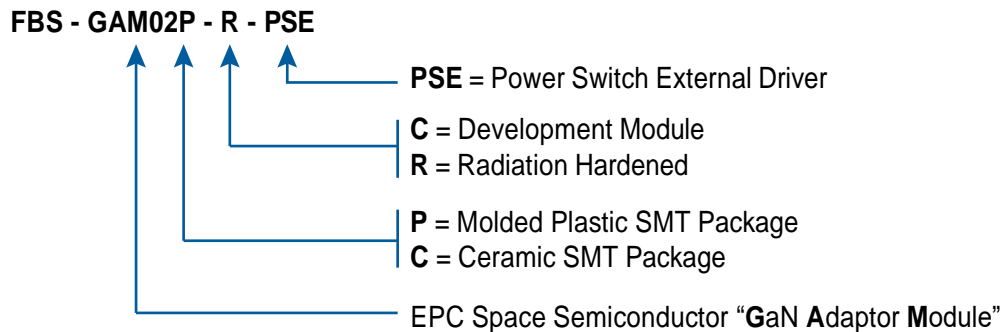 FBS - GAM02P - R - PSE
PSE = Power Switch External Driver
C = Development Module
R = Radiation Hardened
P = Molded Plastic SMT Package
C = Ceramic SMT Package
EPC Space Semiconductor “GaN Adaptor Module”